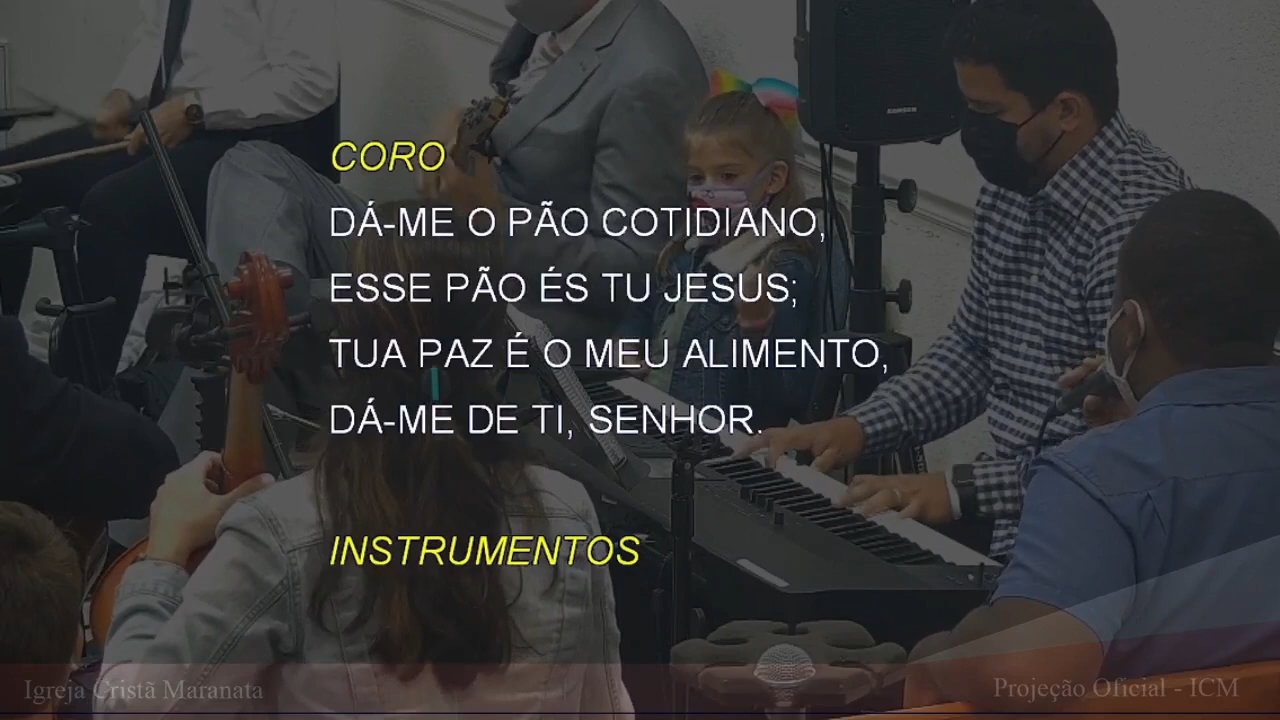 CORO
DÁ-ME O PÃO COTIDIANO,
ESSE PÃO ÉS TU JESUS;
TUA PAZ É O MEU ALIMENTO,
DÁ-ME DE TI, SENHOR.
INSTRUMENTOS
Igreja Cristã Maranata
Projeção Oficial - ICM
SAMSON